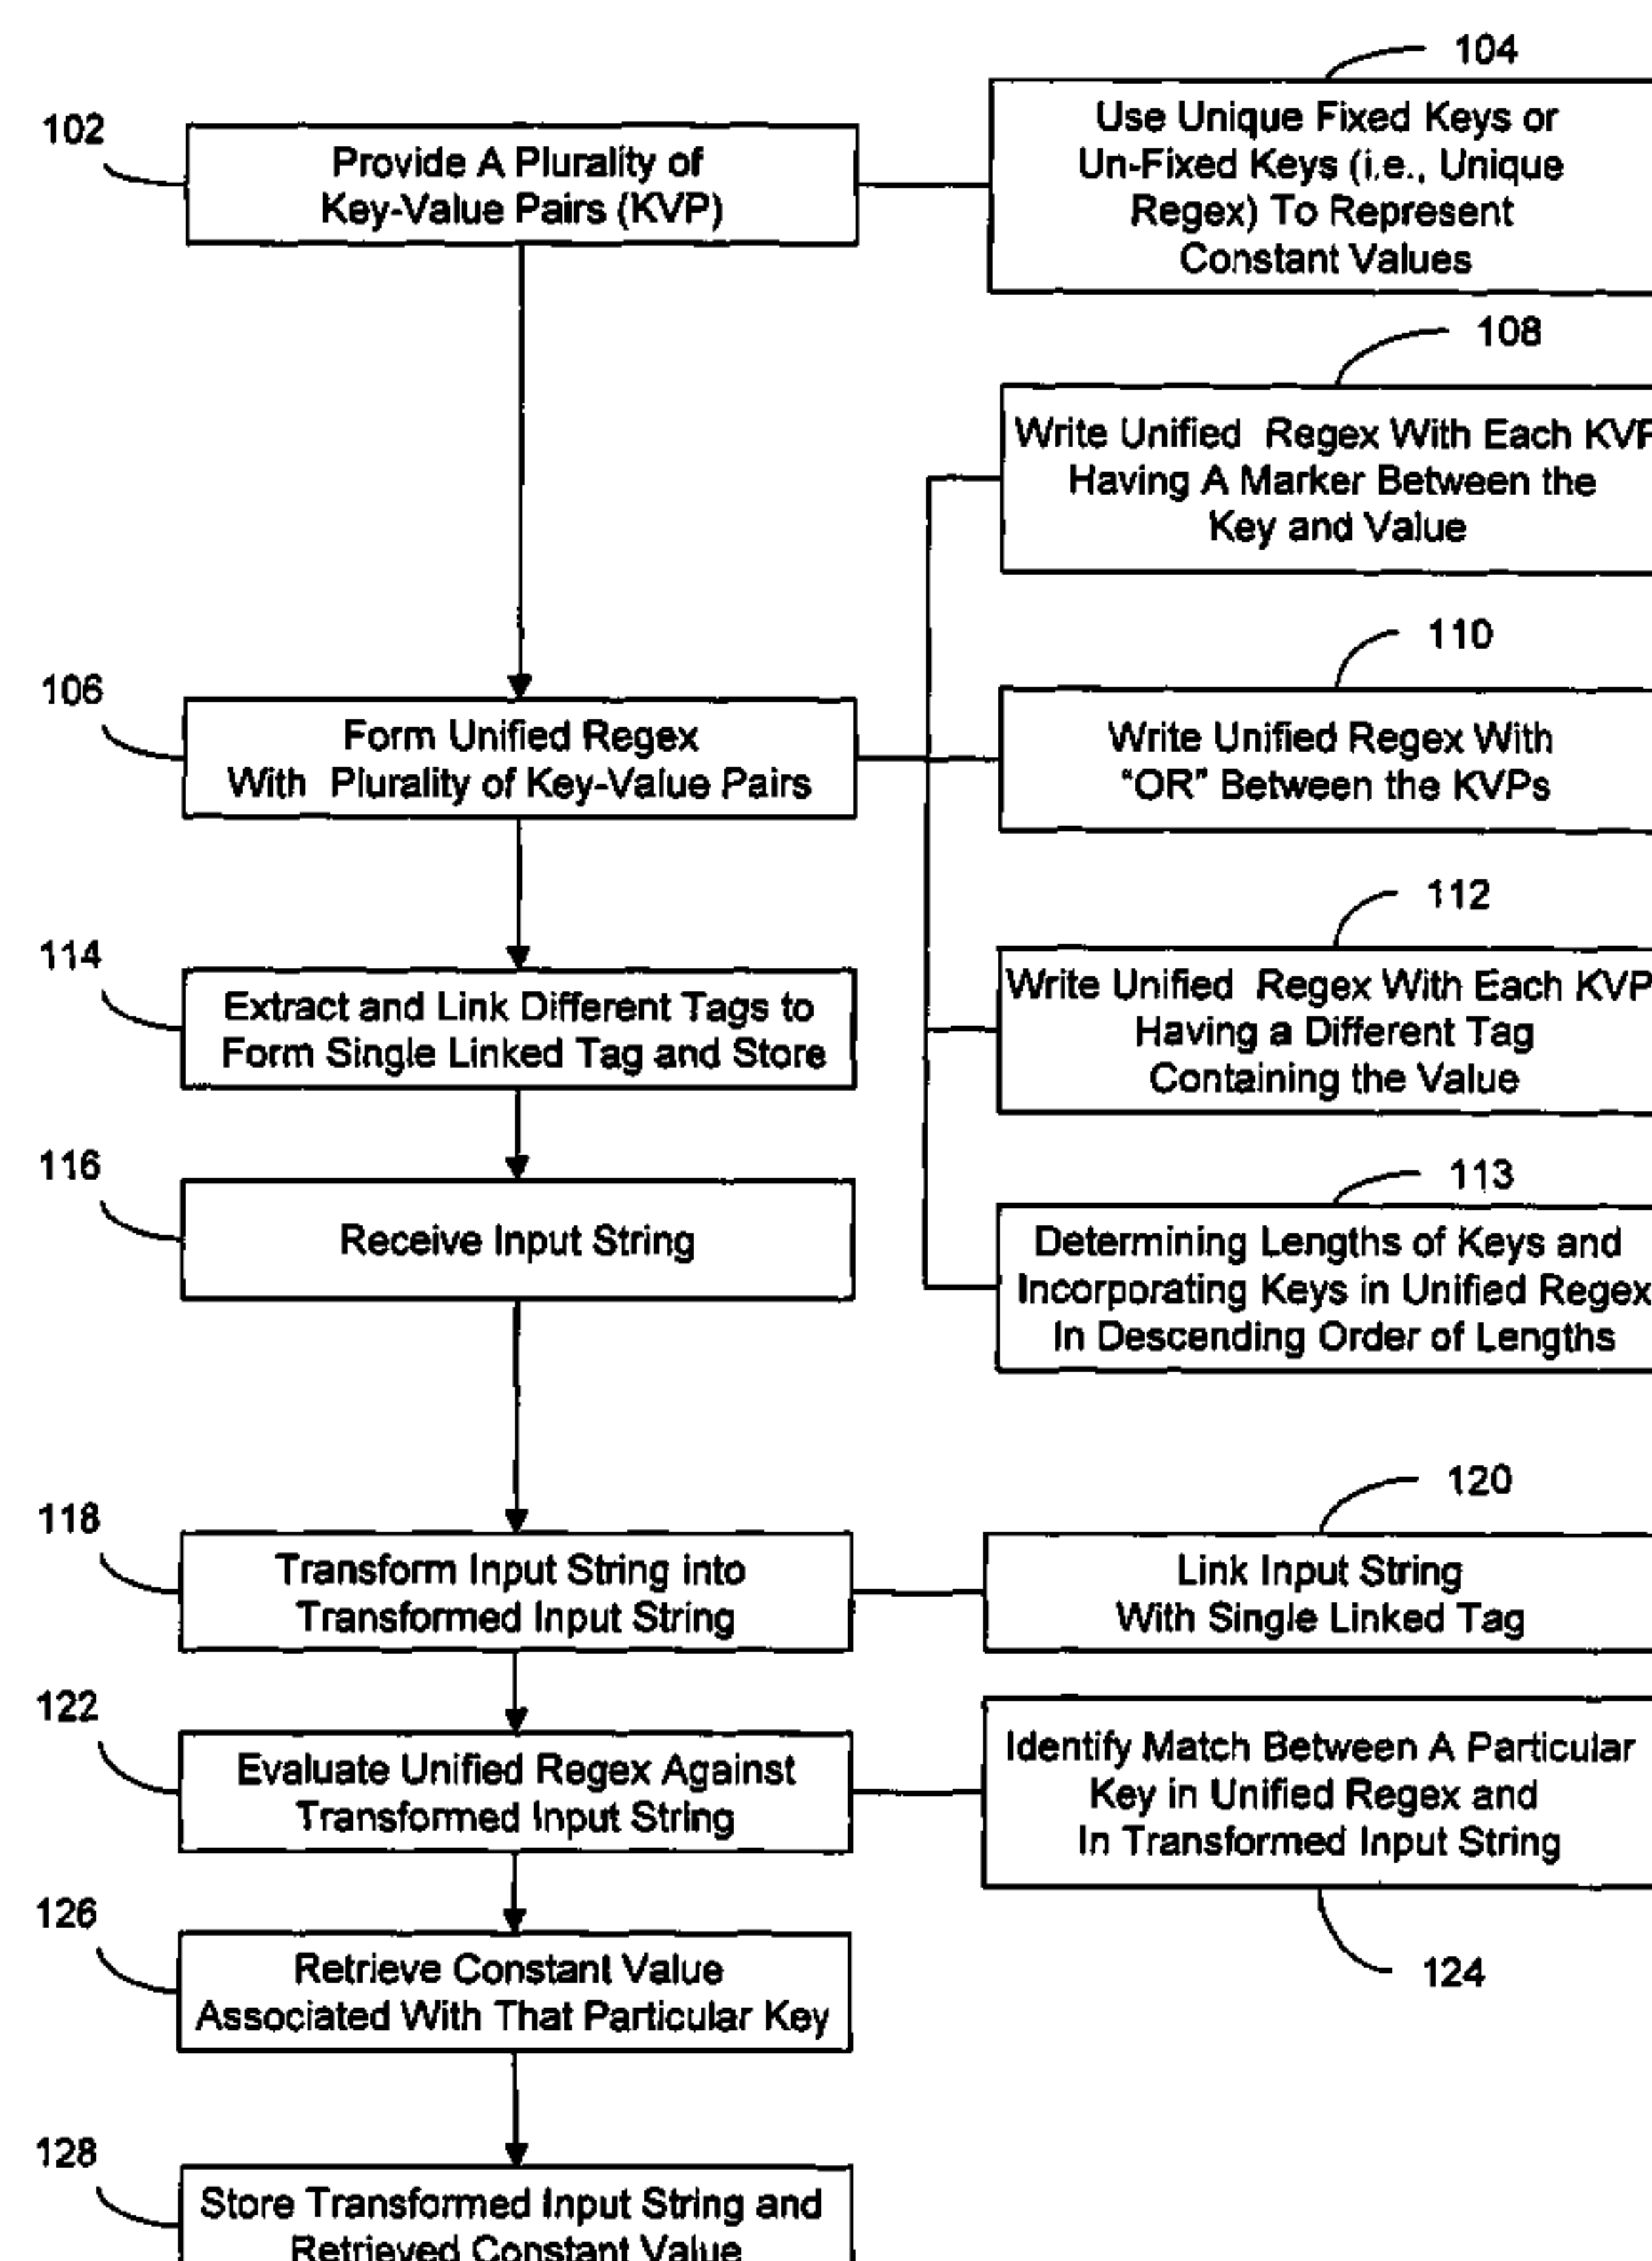 104
102
Provide A Plurality of
Key-Value Pairs (KVP)
Use Unique Fixed Keys or
Un-Fixed Keys (i.e., Unique
Regex) To Represent
Constant Values
108
Write Unified Regex With Each KVP
Having A Marker Between the
Key and Value
110
106
Form Unified Regex
With Plurality of Key-Value Pairs
Write Unified Regex With
"OR" Between the KVPs
112
114
Extract and Link Different Tags to
Form Single Linked Tag and Store
Write Unified Regex With Each KVP
Having a Different Tag
Containing the Value
116
Receive Input String
113
Determining Lengths of Keys and
Incorporating Keys in Unified Regex
In Descending Order of Lengths
118
Transform Input String into
Transformed Input String
120
Link Input String
With Single Linked Tag
122
Evaluate Unified Regex Against
Transformed Input String
Identify Match Between A Particular
Key in Unified Regex and
In Transformed Input String
124
126
Retrieve Constant Value
Associated With That Particular Key
128
Store Transformed Input String and
Retrieved Constant Value